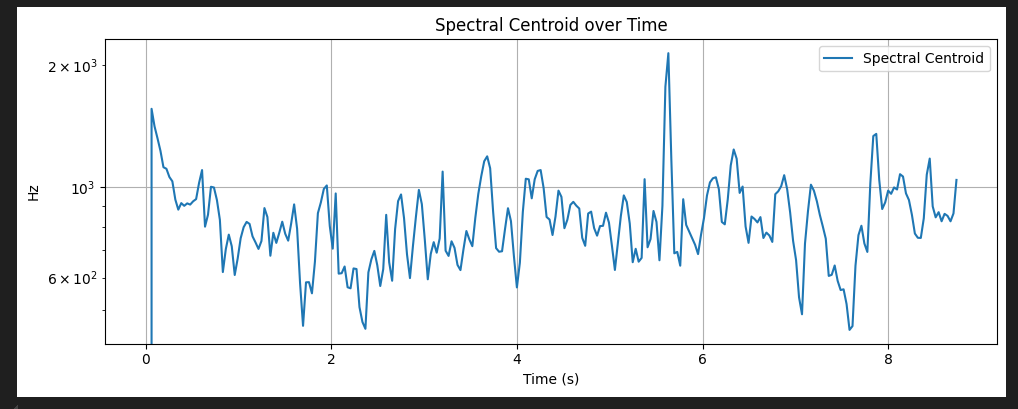 Spectral Centroid over Time
Spectral Centroid
Hz
2 × 10³
10³
6 × 10²
0 2 4 6 8
Time (s)